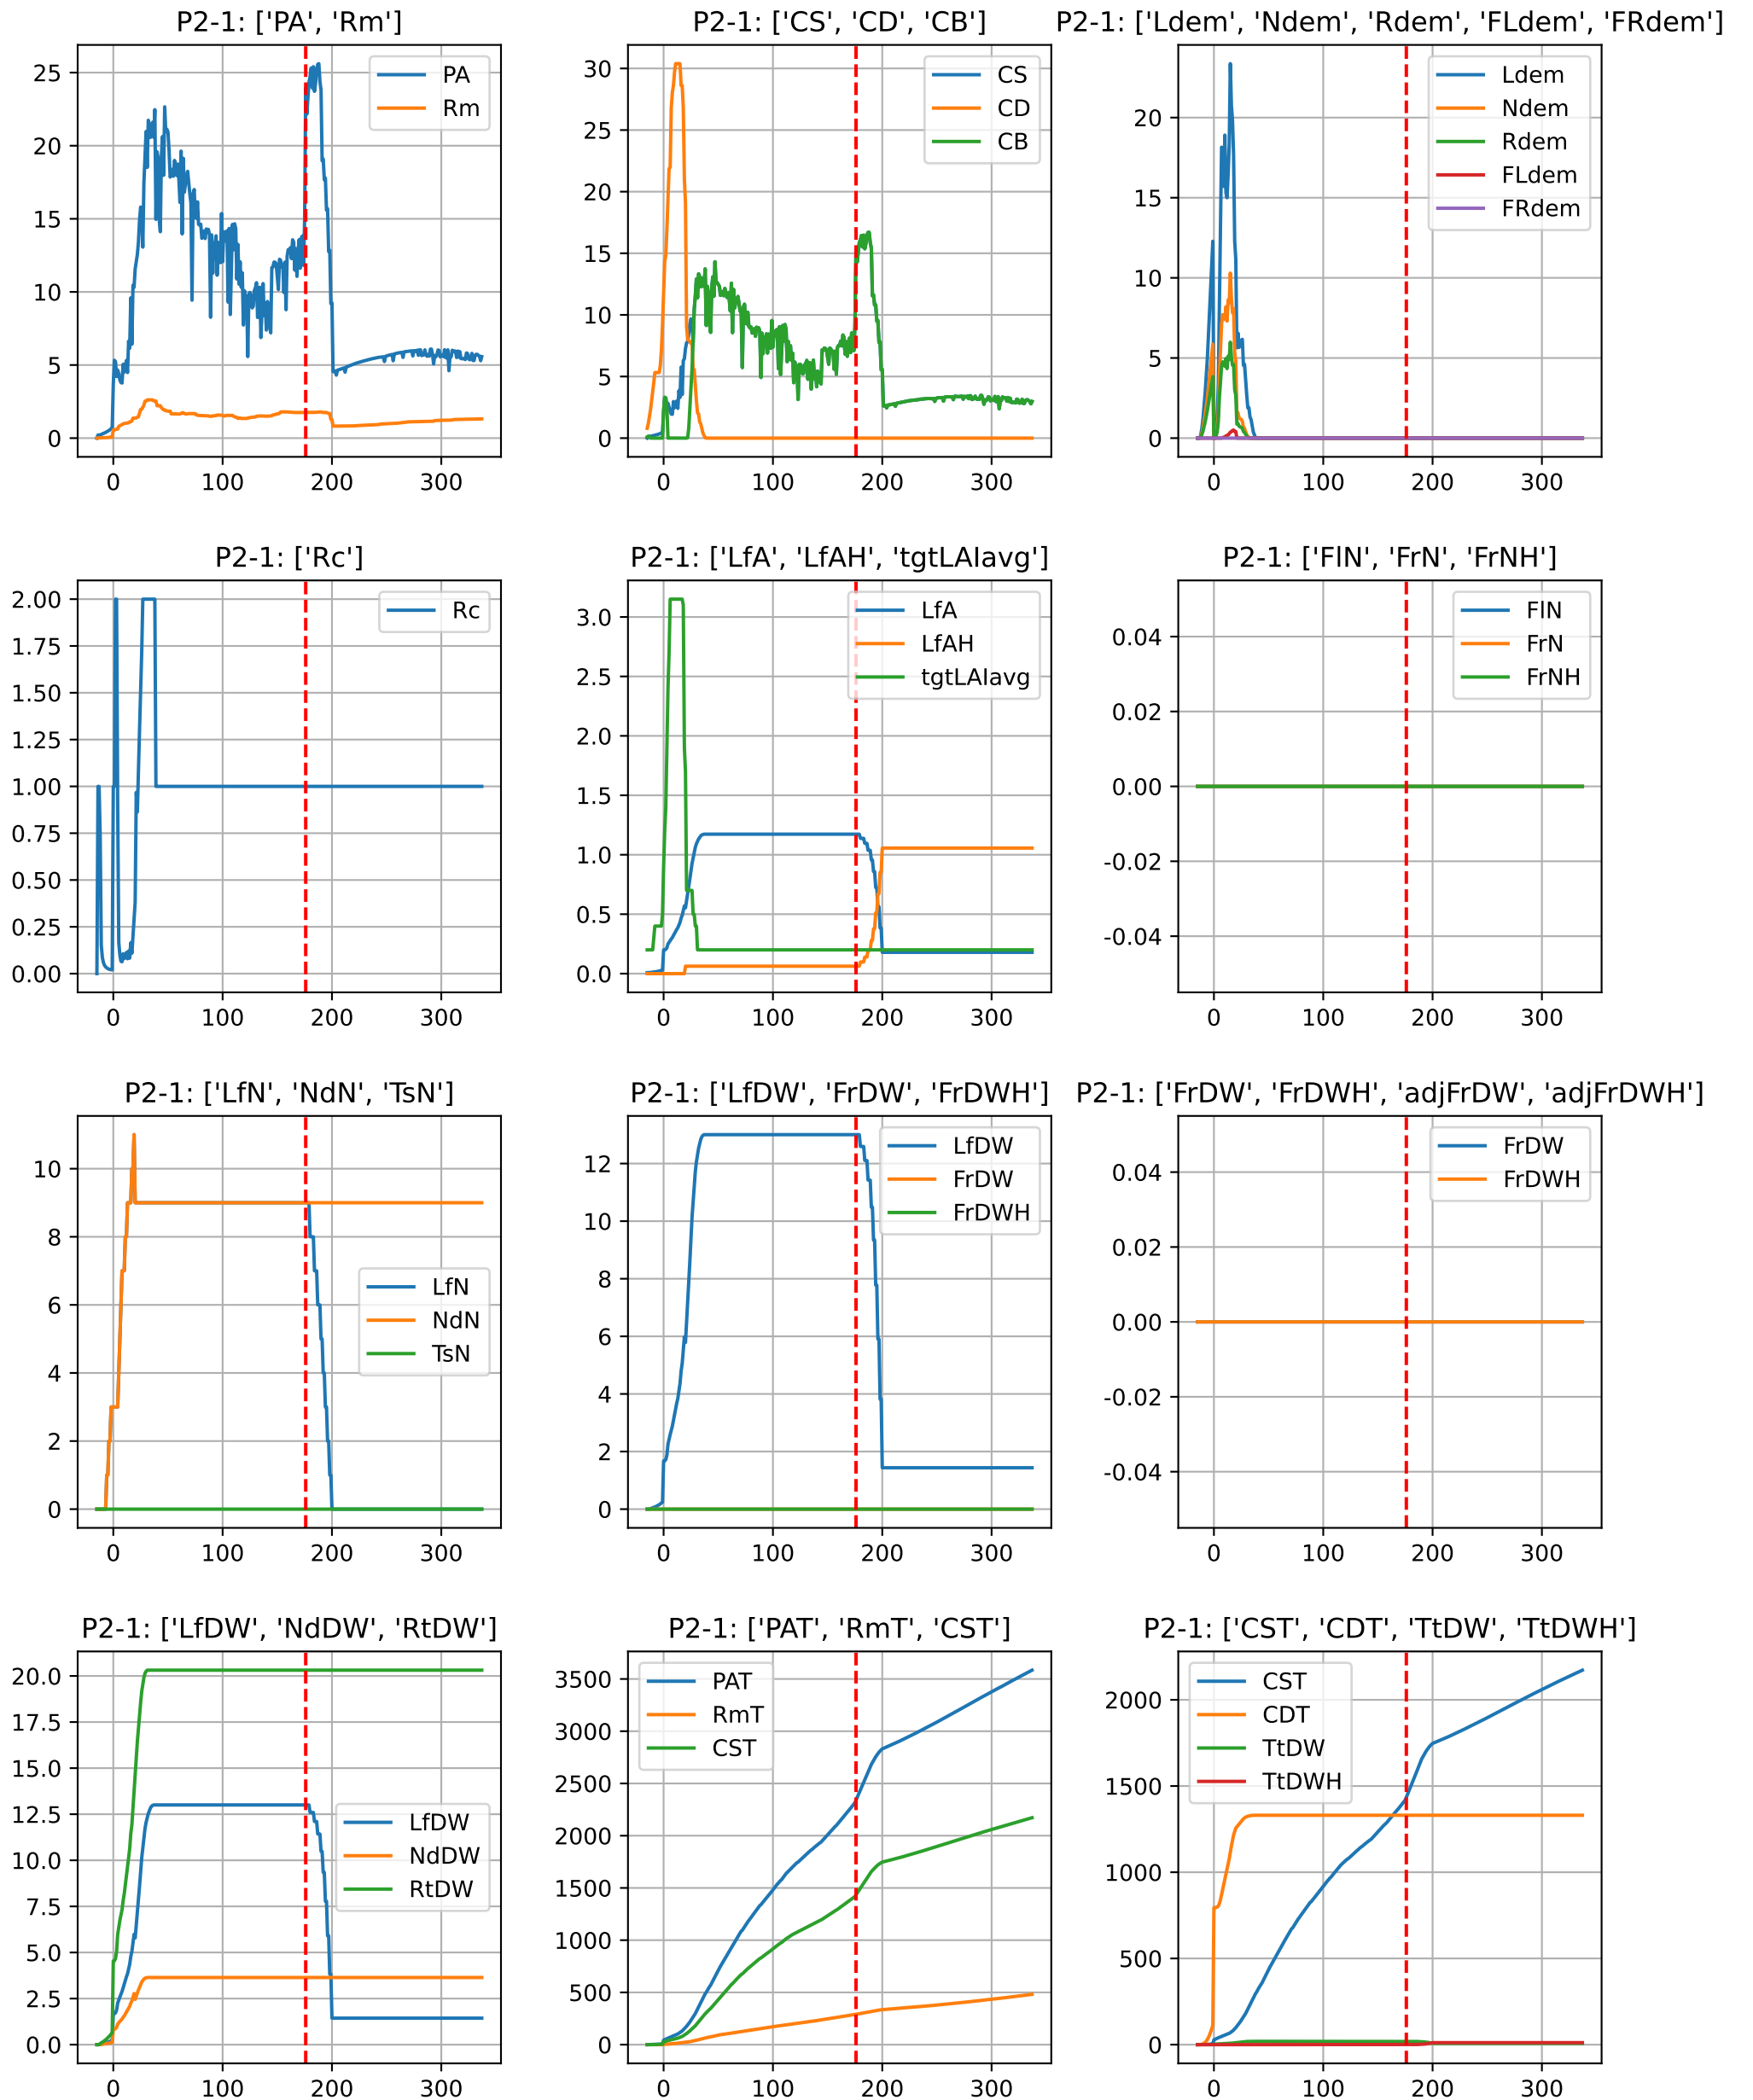 P2-1: ['PA', 'Rm']
25
20
15
10
5
0
0 100 200 300
PA
Rm
P2-1: ['CS', 'CD', 'CB']
30
25
20
15
10
5
0
0 100 200 300
CS
CD
CB
P2-1: ['Ldem', 'Ndem', 'Rdem', 'FLdem', 'FRdem']
20
15
10
5
0
0 100 200 300
Ldem
Ndem
Rdem
FLdem
FRdem
P2-1: ['Rc']
2.00
1.75
1.50
1.25
1.00
0.75
0.50
0.25
0.00
0 100 200 300
Rc
P2-1: ['LfA', 'LfAH', 'tgtLAIavg']
3.0
2.5
2.0
1.5
1.0
0.5
0.0
0 100 200 300
LfA
LfAH
tgtLAIavg
P2-1: ['FlN', 'FrN', 'FrNH']
0.04
0.02
0.00
-0.02
-0.04
0 100 200 300
FlN
FrN
FrNH
P2-1: ['LfN', 'NdN', 'TsN']
10
8
6
4
2
0
0 100 200 300
LfN
NdN
TsN
P2-1: ['LfDW', 'FrDW', 'FrDWH']
12
10
8
6
4
2
0
0 100 200 300
LfDW
FrDW
FrDWH
P2-1: ['FrDW', 'FrDWH', 'adjFrDW', 'adjFrDWH']
0.04
0.02
0.00
-0.02
-0.04
0 100 200 300
FrDW
FrDWH
P2-1: ['LfDW', 'NdDW', 'RtDW']
20.0
17.5
15.0
12.5
10.0
7.5
5.0
2.5
0.0
0 100 200 300
LfDW
NdDW
RtDW
P2-1: ['PAT', 'RmT', 'CST']
3500
3000
2500
2000
1500
1000
500
0
0 100 200 300
PAT
RmT
CST
P2-1: ['CST', 'CDT', 'TtDW', 'TtDWH']
2000
1500
1000
500
0
0 100 200 300
CST
CDT
TtDW
TtDWH